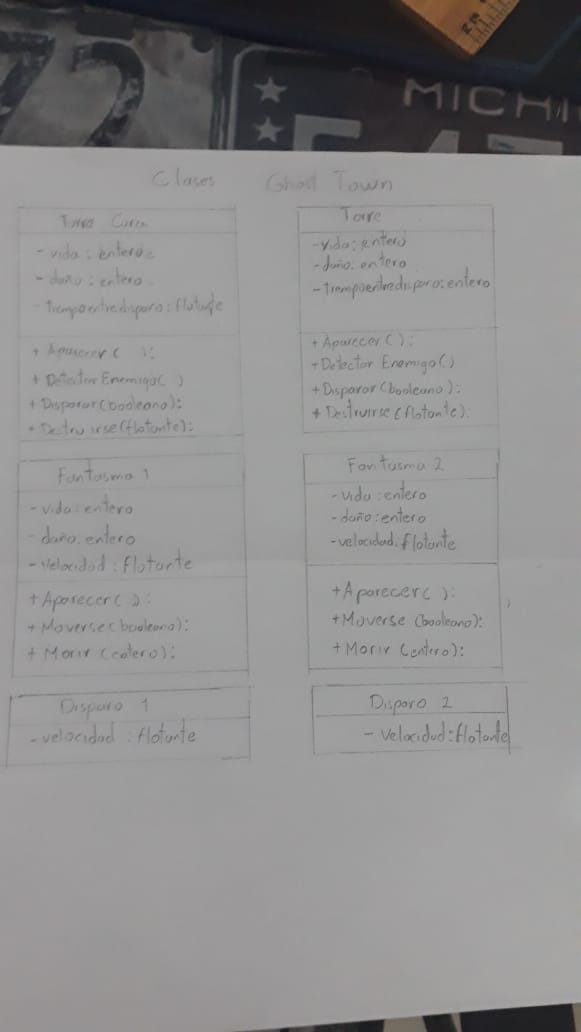 MICHI
Clases Ghost Town
Torre Cura
- vida : entero
- daño : entero
- tiempoentredisparo : flotante
+ Aparecer ( ):
+ Detectar Enemigo( )
+ Disparar (booleano):
+ Destruirse (flotante):
Torre
- vida : entero
- daño : entero
- tiempoentredisparo : entero
+ Aparecer ( ):
+ Detectar Enemigo( )
+ Disparar (booleano):
+ Destruirse (flotante):
Fantasma 1
- vida : entero
- daño : entero
- velocidad : flotante
+ Aparecer ( ):
+ Moverse (booleano):
+ Morir (entero):
Fantasma 2
- vida : entero
- daño : entero
- velocidad : flotante
+ Aparecer ( ):
+ Moverse (booleano):
+ Morir (entero):
Disparo 1
- velocidad : flotante
Disparo 2
- velocidad : flotante